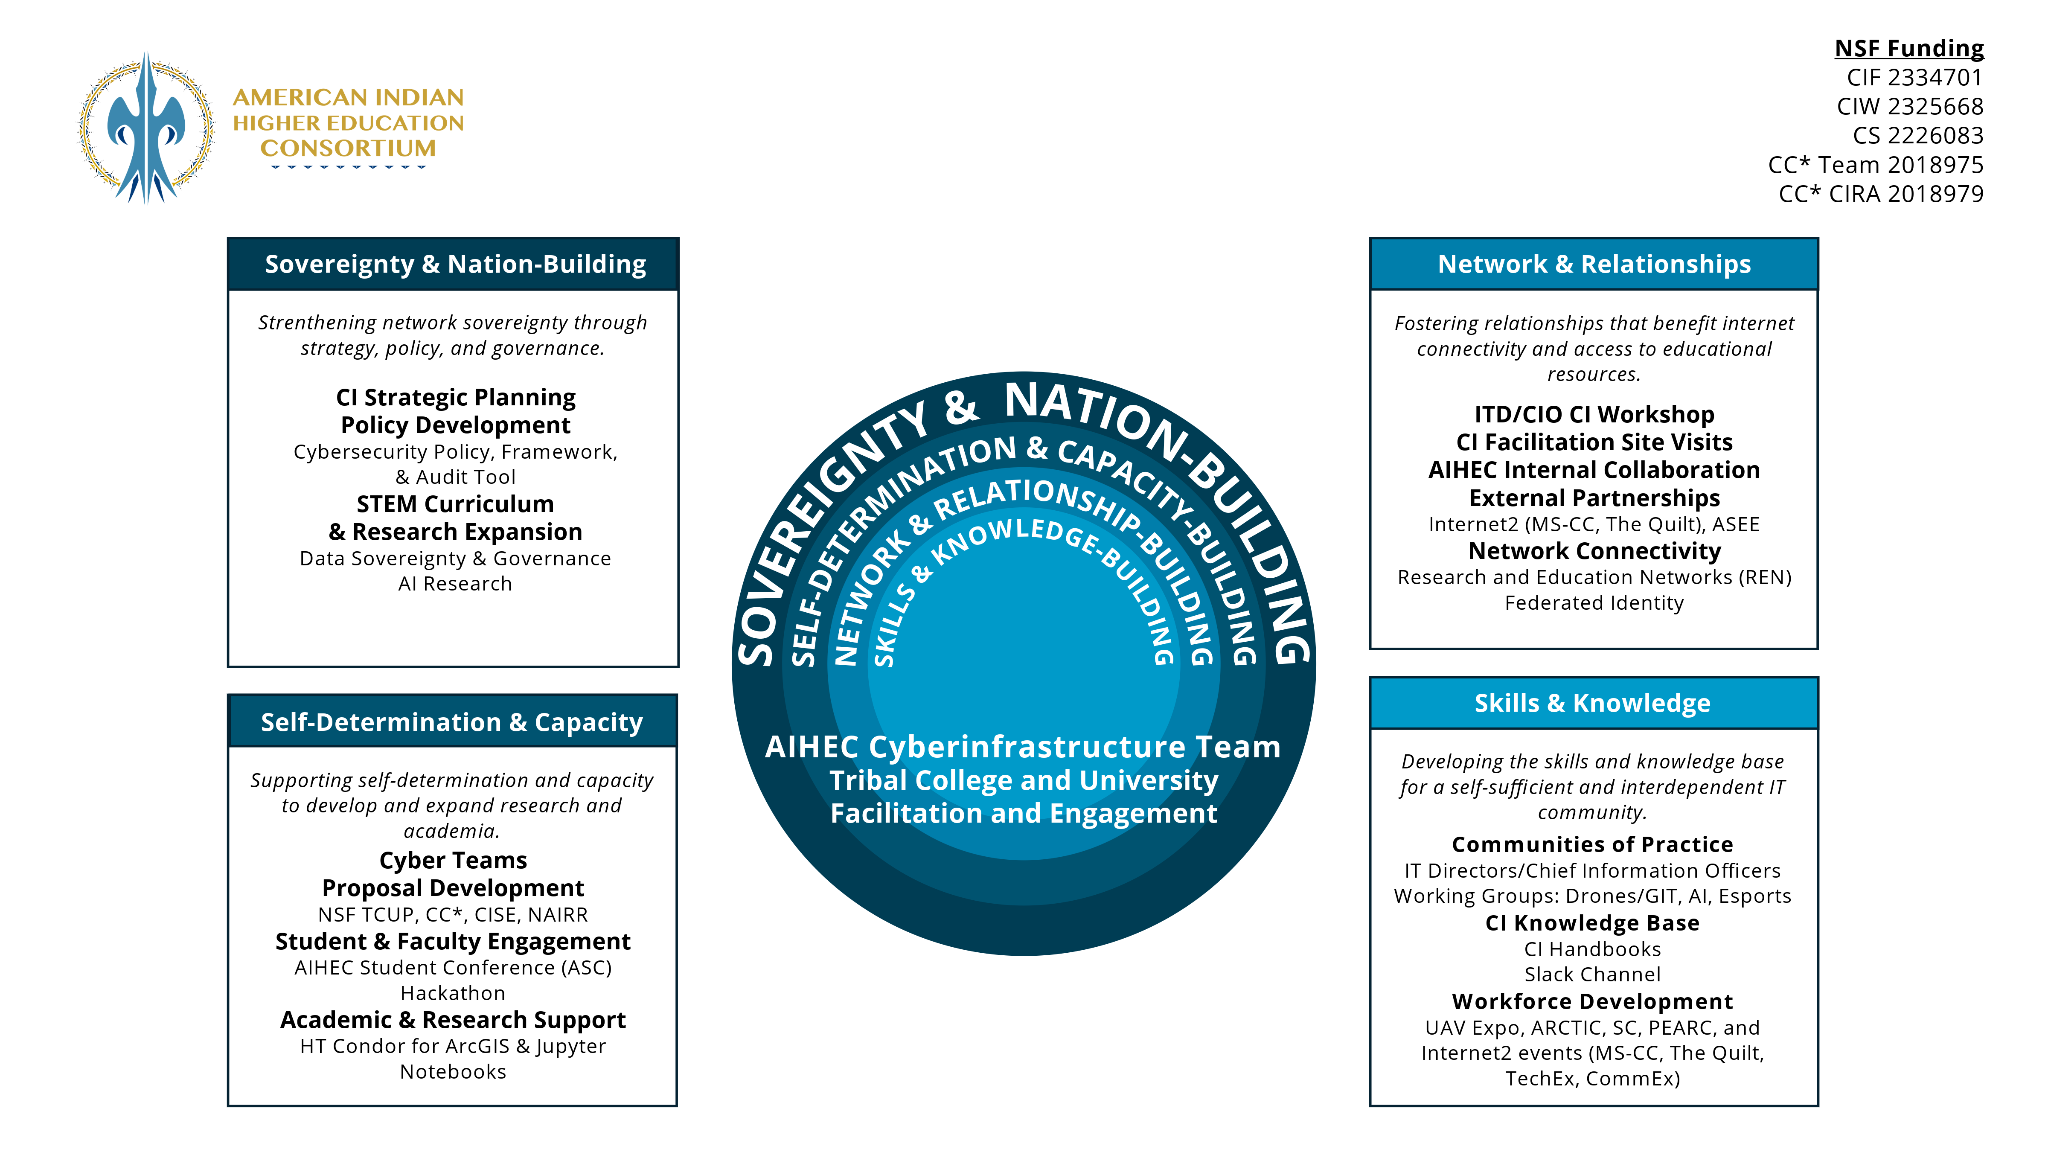 AMERICAN INDIAN
HIGHER EDUCATION
CONSORTIUM
NSF Funding
CIF 2334701
CIW 2325668
CS 2226083
CC* Team 2018975
CC* CIRA 2018979
Sovereignty & Nation-Building
Strenthening network sovereignty through
strategy, policy, and governance.
CI Strategic Planning
Policy Development
Cybersecurity Policy, Framework,
& Audit Tool
STEM Curriculum
& Research Expansion
Data Sovereignty & Governance
AI Research
Self-Determination & Capacity
Supporting self-determination and capacity
to develop and expand research and
academia.
Cyber Teams
Proposal Development
NSF TCUP, CC*, CISE, NAIRR
Student & Faculty Engagement
AIHEC Student Conference (ASC)
Hackathon
Academic & Research Support
HT Condor for ArcGIS & Jupyter
Notebooks
SOVEREIGNTY & NATION-BUILDING
SELF-DETERMINATION & CAPACITY-BUILDING
NETWORK & RELATIONSHIP-BUILDING
SKILLS & KNOWLEDGE-BUILDING
AIHEC Cyberinfrastructure Team
Tribal College and University
Facilitation and Engagement
Network & Relationships
Fostering relationships that benefit internet
connectivity and access to educational
resources.
ITD/CIO CI Workshop
CI Facilitation Site Visits
AIHEC Internal Collaboration
External Partnerships
Internet2 (MS-CC, The Quilt), ASEE
Network Connectivity
Research and Education Networks (REN)
Federated Identity
Skills & Knowledge
Developing the skills and knowledge base
for a self-sufficient and interdependent IT
community.
Communities of Practice
IT Directors/Chief Information Officers
Working Groups: Drones/GIT, AI, Esports
CI Knowledge Base
CI Handbooks
Slack Channel
Workforce Development
UAV Expo, ARCTIC, SC, PEARC, and
Internet2 events (MS-CC, The Quilt,
TechEx, CommEx)